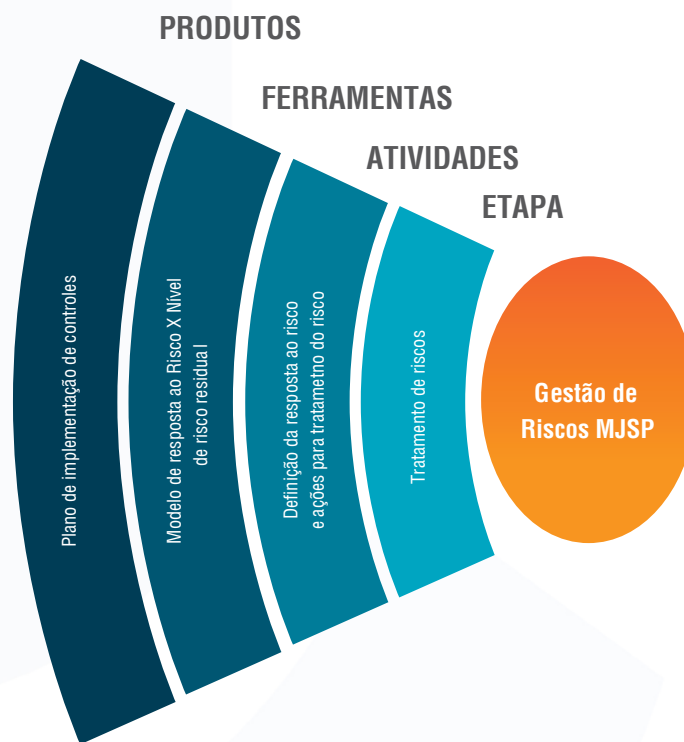 PRODUTOS
FERRAMENTAS
ATIVIDADES
ETAPA
Plano de implementação de controles
Modelo de resposta ao Risco X Nível
de risco residual
Definição da resposta ao risco
e ações para tratametno do risco
Tratamento de riscos
Gestão de
Riscos MJSP